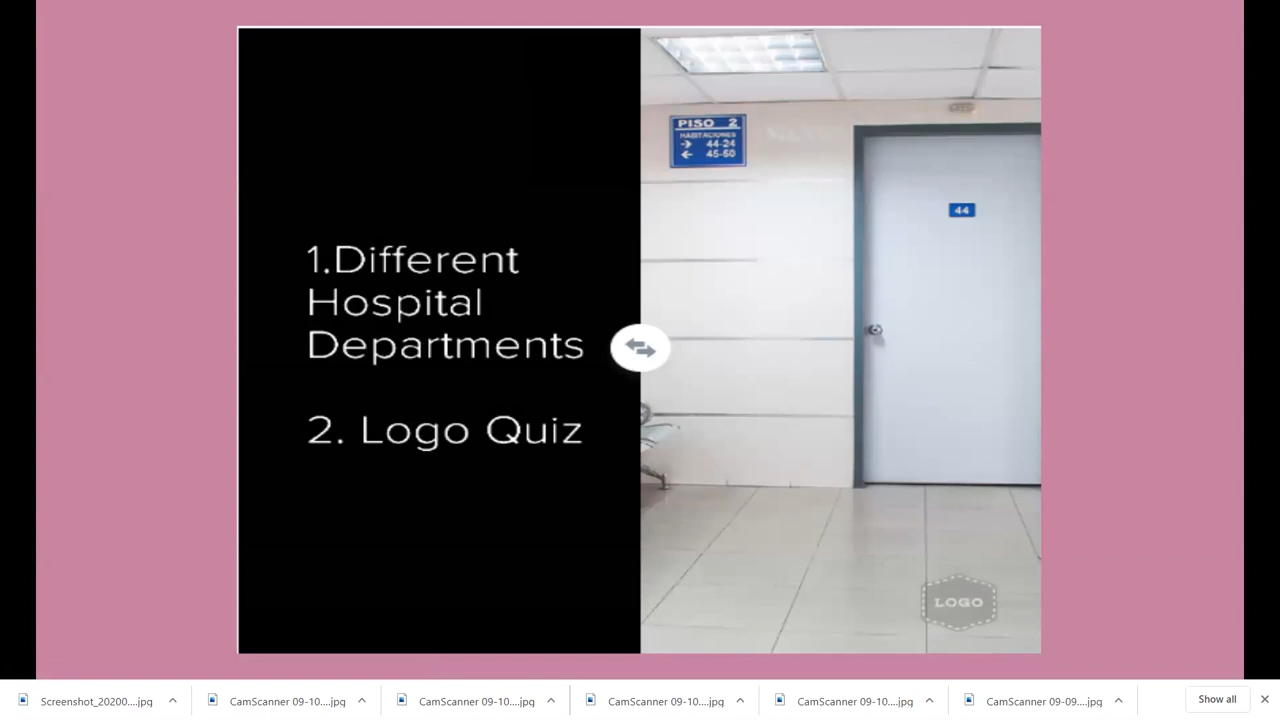 1.Different
Hospital
Departments
2. Logo Quiz
PISO 2
HABITACIONES
→ 44-24
← 45-60
44
LOGO
Screenshot_20200....jpg
CamScanner 09-10....jpg
CamScanner 09-10....jpg
CamScanner 09-10....jpg
CamScanner 09-10....jpg
CamScanner 09-09....jpg
Show all